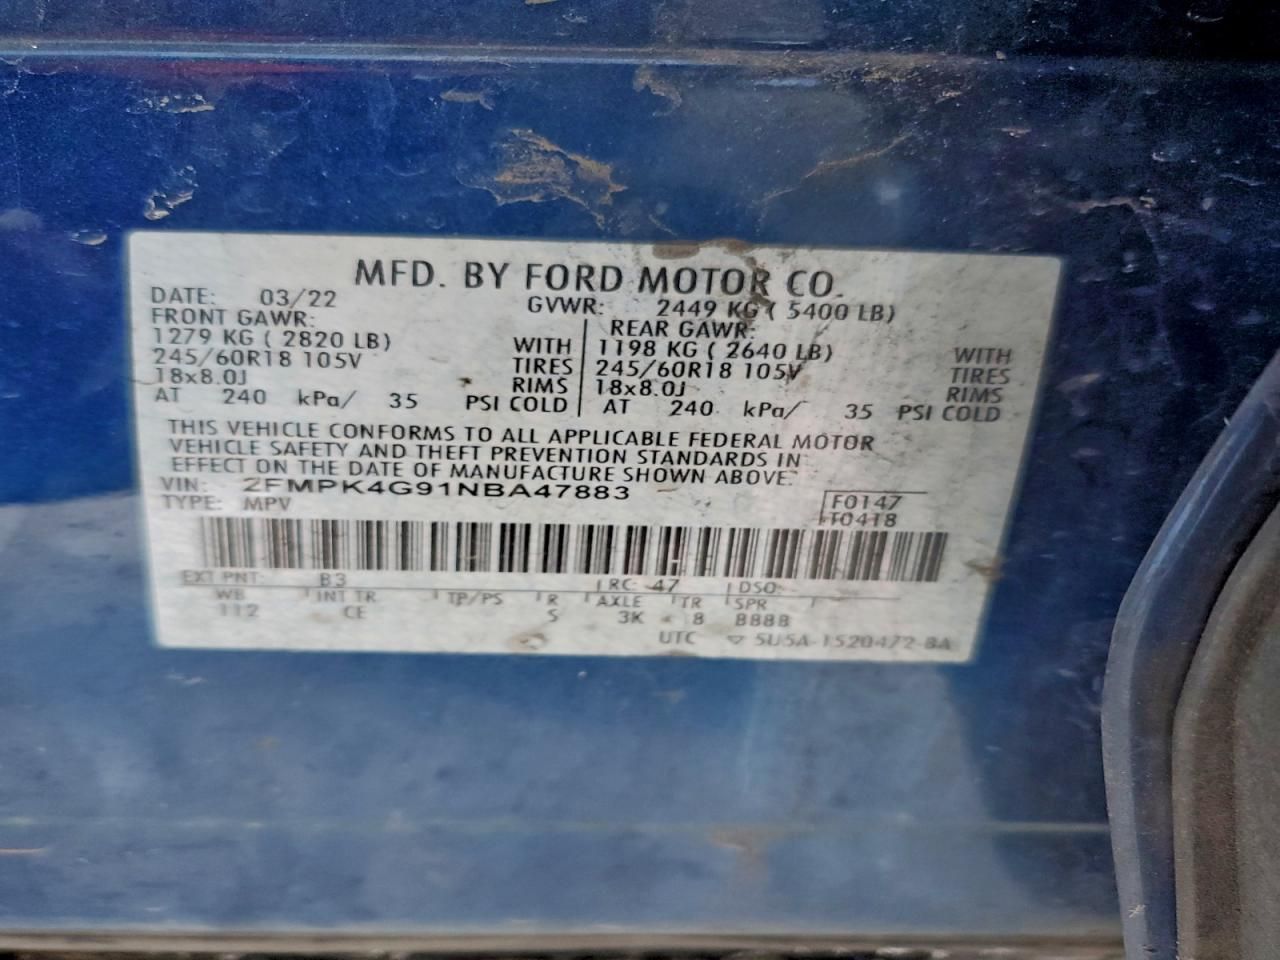 MFD. BY FORD MOTOR CO.
DATE: 03/22 GVWR: 2449 KG ( 5400 LB)
FRONT GAWR: REAR GAWR:
1279 KG ( 2820 LB) WITH 1198 KG ( 2640 LB) WITH
245/60R18 105V TIRES 245/60R18 105V TIRES
18x8.0J RIMS 18x8.0J RIMS
AT 240 kPa/ 35 PSI COLD AT 240 kPa/ 35 PSI COLD
THIS VEHICLE CONFORMS TO ALL APPLICABLE FEDERAL MOTOR
VEHICLE SAFETY AND THEFT PREVENTION STANDARDS IN
EFFECT ON THE DATE OF MANUFACTURE SHOWN ABOVE.
VIN: 2FMPK4G91NBA47883 F0147
TYPE: MPV T0418
EXT PNT: B3 RC: 47 DSO:
WB INT TR TP/PS R AXLE TR SPR
112 CE S 3K 8 BBBB
UTC ▽ 5U5A-1520472-BA